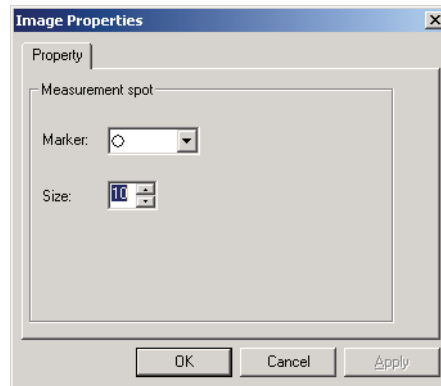 Image Properties
Property
Measurement spot
Marker:
Size: 10
OK Cancel Apply